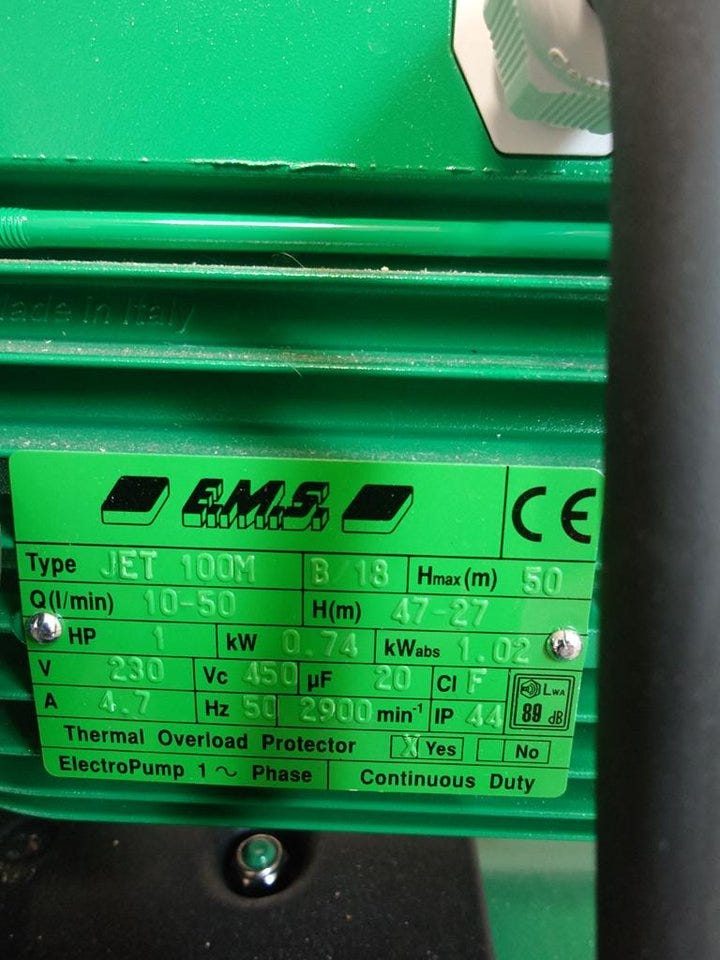 Made in Italy
E.M.S. CE
Type JET 100M B/18 Hmax(m) 50
Q(l/min) 10-50 H(m) 47-27
HP 1 kW 0.74 kWabs 1.02
V 230 Vc 450 µF 20 Cl F LWA
A 4.7 Hz 50 2900 min-1 IP 44 89 dB
Thermal Overload Protector X Yes No
ElectroPump 1 ~ Phase Continuous Duty